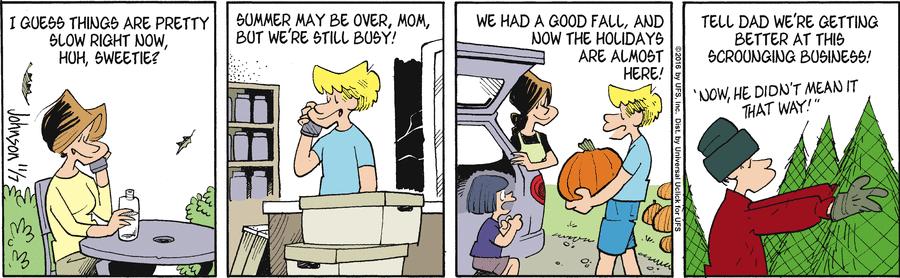 I GUESS THINGS ARE PRETTY
SLOW RIGHT NOW,
HUH, SWEETIE?
Johnson 11/7
SUMMER MAY BE OVER, MOM,
BUT WE'RE STILL BUSY!
WE HAD A GOOD FALL, AND
NOW THE HOLIDAYS
ARE ALMOST
HERE!
©2016 by UFS, Inc. Dist. by Universal Uclick for UFS
TELL DAD WE'RE GETTING
BETTER AT THIS
SCROUNGING BUSINESS!
"NOW, HE DIDN'T MEAN IT
THAT WAY!"